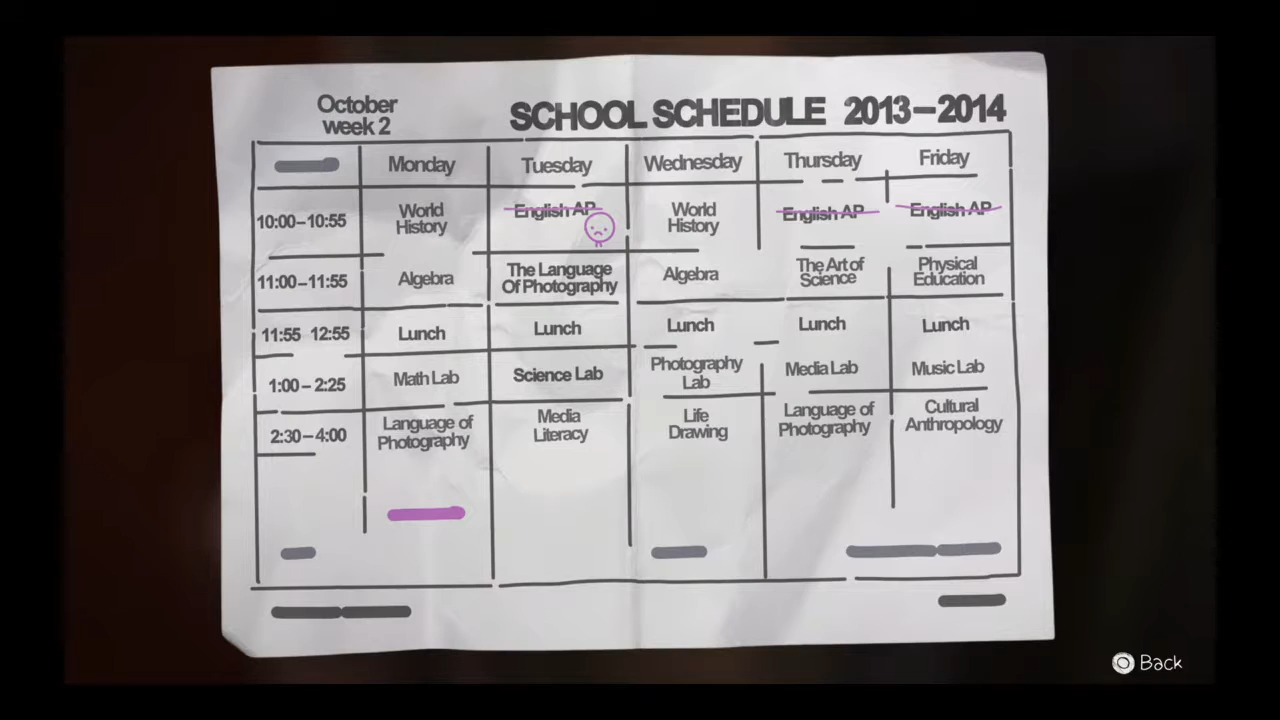 October
week 2
SCHOOL SCHEDULE 2013-2014
Monday Tuesday Wednesday Thursday Friday
10:00-10:55 World History English AP World History English AP English AP
11:00-11:55 Algebra The Language Of Photography Algebra The Art of Science Physical Education
11:55 12:55 Lunch Lunch Lunch Lunch Lunch
1:00-2:25 Math Lab Science Lab Photography Lab Media Lab Music Lab
2:30-4:00 Language of Photography Media Literacy Life Drawing Language of Photography Cultural Anthropology
Back